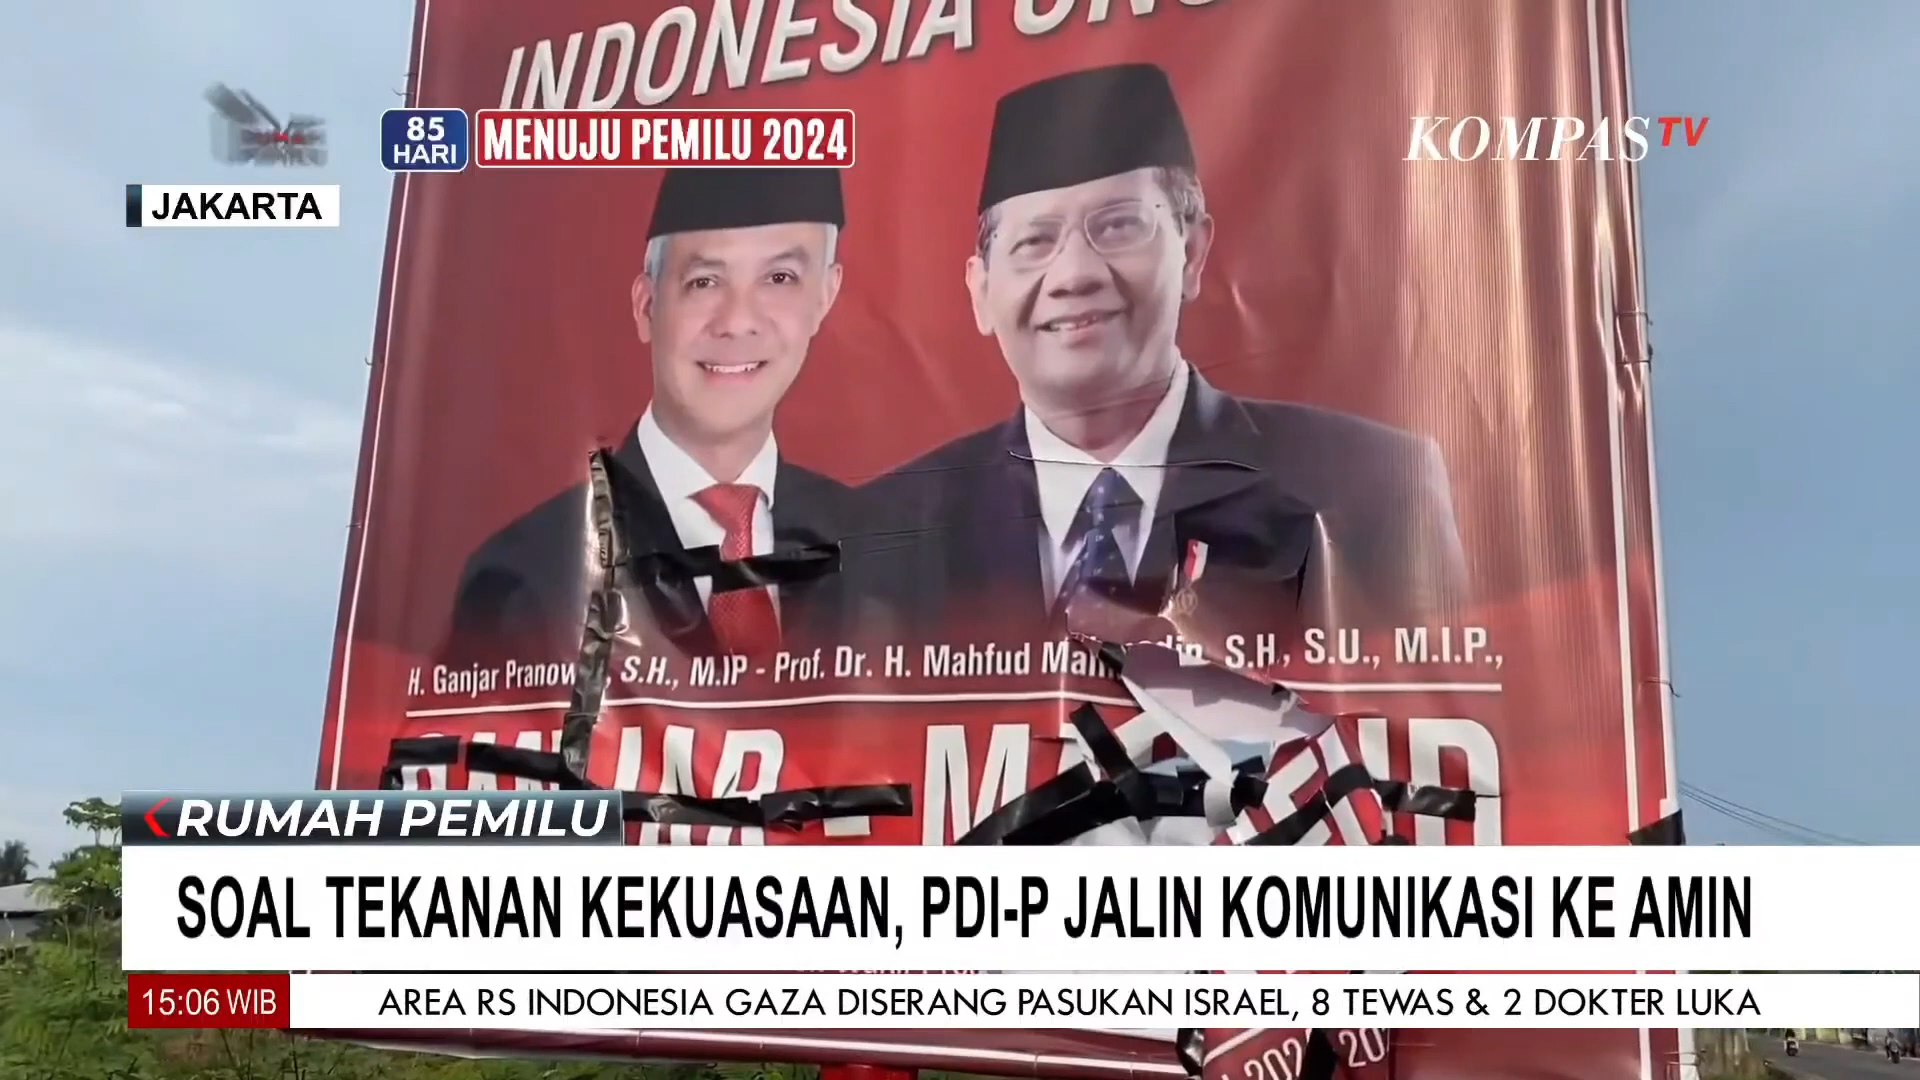 INDONESIA
85 HARI
MENUJU PEMILU 2024
KOMPAS TV
JAKARTA
H. Ganjar Pranow , S.H., M.IP - Prof. Dr. H. Mahfud S.H, S.U., M.I.P.,
RUMAH PEMILU
SOAL TEKANAN KEKUASAAN, PDI-P JALIN KOMUNIKASI KE AMIN
15:06 WIB
AREA RS INDONESIA GAZA DISERANG PASUKAN ISRAEL, 8 TEWAS & 2 DOKTER LUKA